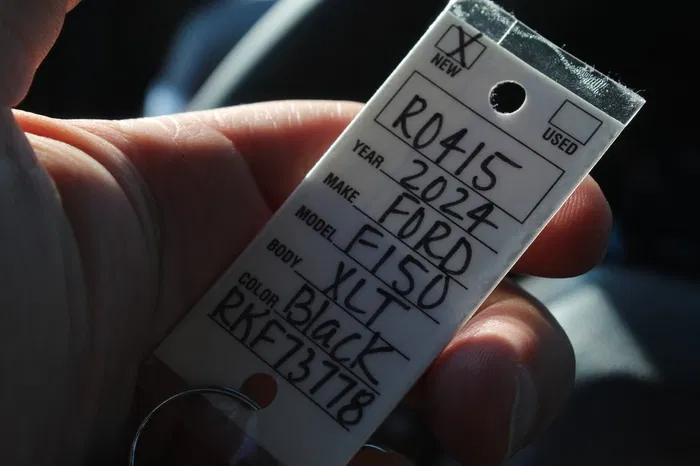 X
NEW
USED
R0415
YEAR 2024
MAKE FORD
MODEL F150
BODY XLT
COLOR Black
RKF73778